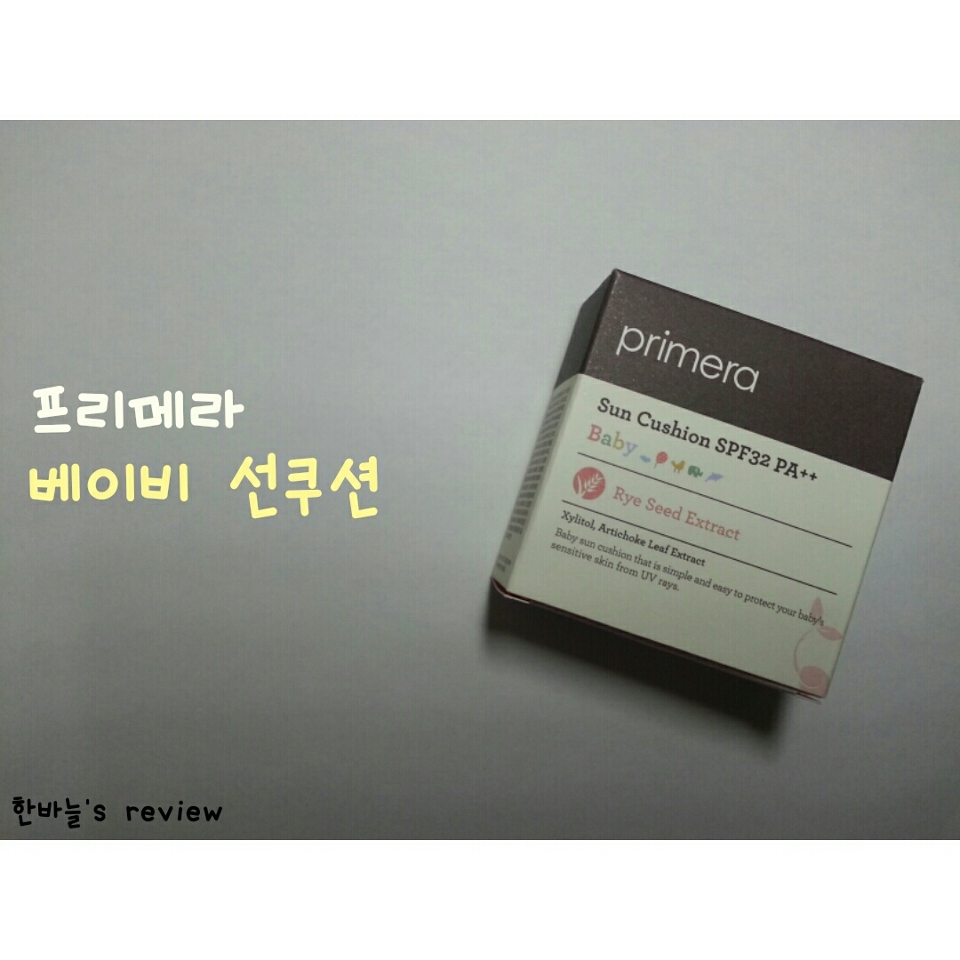 프리메라
베이비 선쿠션
primera
Sun Cushion SPF32 PA++
Baby
Rye Seed Extract
Xylitol, Artichoke Leaf Extract
Baby sun cushion that is simple and easy to protect your baby's
sensitive skin from UV rays.
한바늘's review